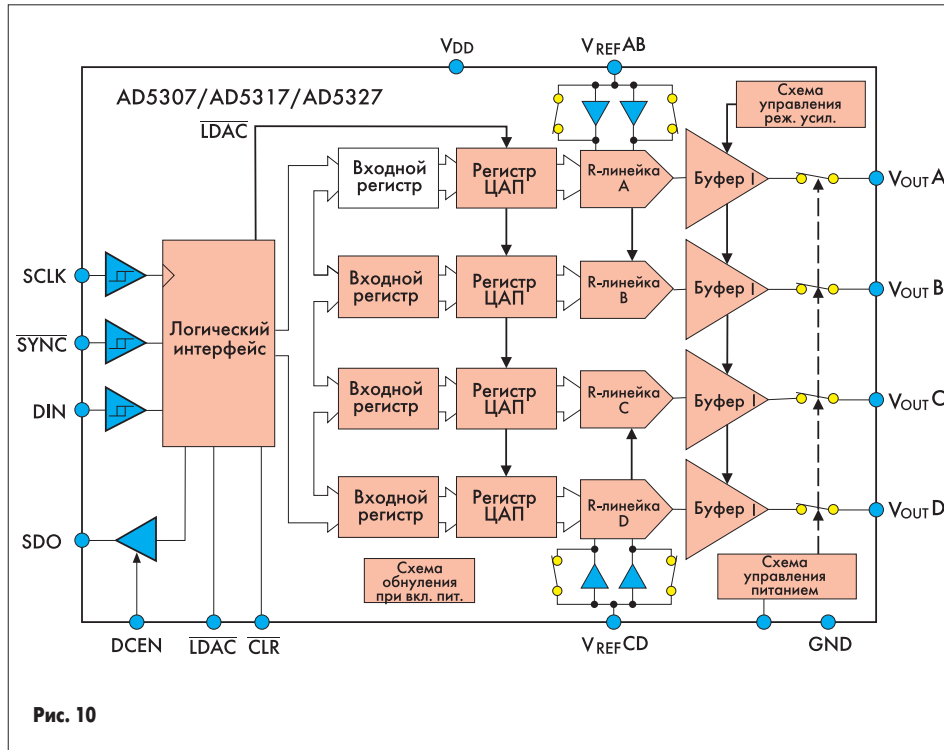 VDD VREFAB
AD5307/AD5317/AD5327
LDAC
Схема
управления
реж. усил.
Входной
регистр
Регистр
ЦАП
R-линейка
A
Буфер I
VOUTA
SCLK
SYNC
DIN
Логический
интерфейс
Входной
регистр
Регистр
ЦАП
R-линейка
B
Буфер I
VOUTB
Входной
регистр
Регистр
ЦАП
R-линейка
C
Буфер I
VOUTC
Входной
регистр
Регистр
ЦАП
R-линейка
D
Буфер I
VOUTD
SDO
Схема
обнуления
при вкл. пит.
Схема
управления
питанием
DCEN LDAC CLR VREFCD GND
Рис. 10